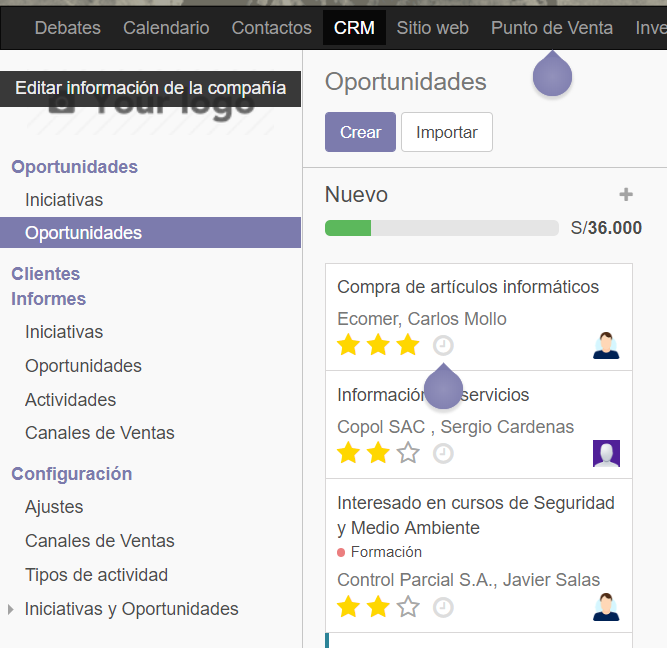 Debates Calendario Contactos CRM Sitio web Punto de Venta Inve
Editar información de la compañía
Your logo
Oportunidades
Iniciativas
Oportunidades
Clientes
Informes
Iniciativas
Oportunidades
Actividades
Canales de Ventas
Configuración
Ajustes
Canales de Ventas
Tipos de actividad
Iniciativas y Oportunidades
Oportunidades
Crear Importar
Nuevo +
S/36.000
Compra de artículos informáticos
Ecomer, Carlos Mollo
Información servicios
Copol SAC , Sergio Cardenas
Interesado en cursos de Seguridad
y Medio Ambiente
Formación
Control Parcial S.A., Javier Salas